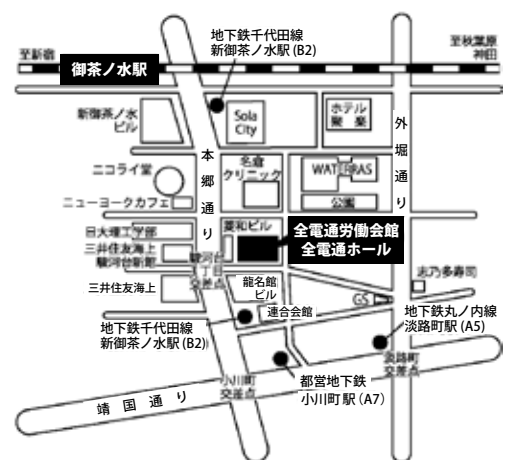 地下鉄千代田線
新御茶ノ水駅(B2)
至新宿
御茶ノ水駅
至秋葉原
神田
新御茶ノ水
ビル
Sola
City
ホテル
聚楽
外堀通り
本郷通り
ニコライ堂
名倉
クリニック
WATERRAS
公園
ニューヨークカフェ
日大理工学部
菱和ビル
全電通労働会館
全電通ホール
三井住友海上
駿河台新館
駿河台
丁目
交差点
三井住友海上
龍名館
ビル
連合会館
GS
志乃多寿司
地下鉄千代田線
新御茶ノ水駅(B2)
地下鉄丸ノ内線
淡路町駅(A5)
淡路町
交差点
小川町
交差点
都営地下鉄
小川町駅(A7)
靖国通り